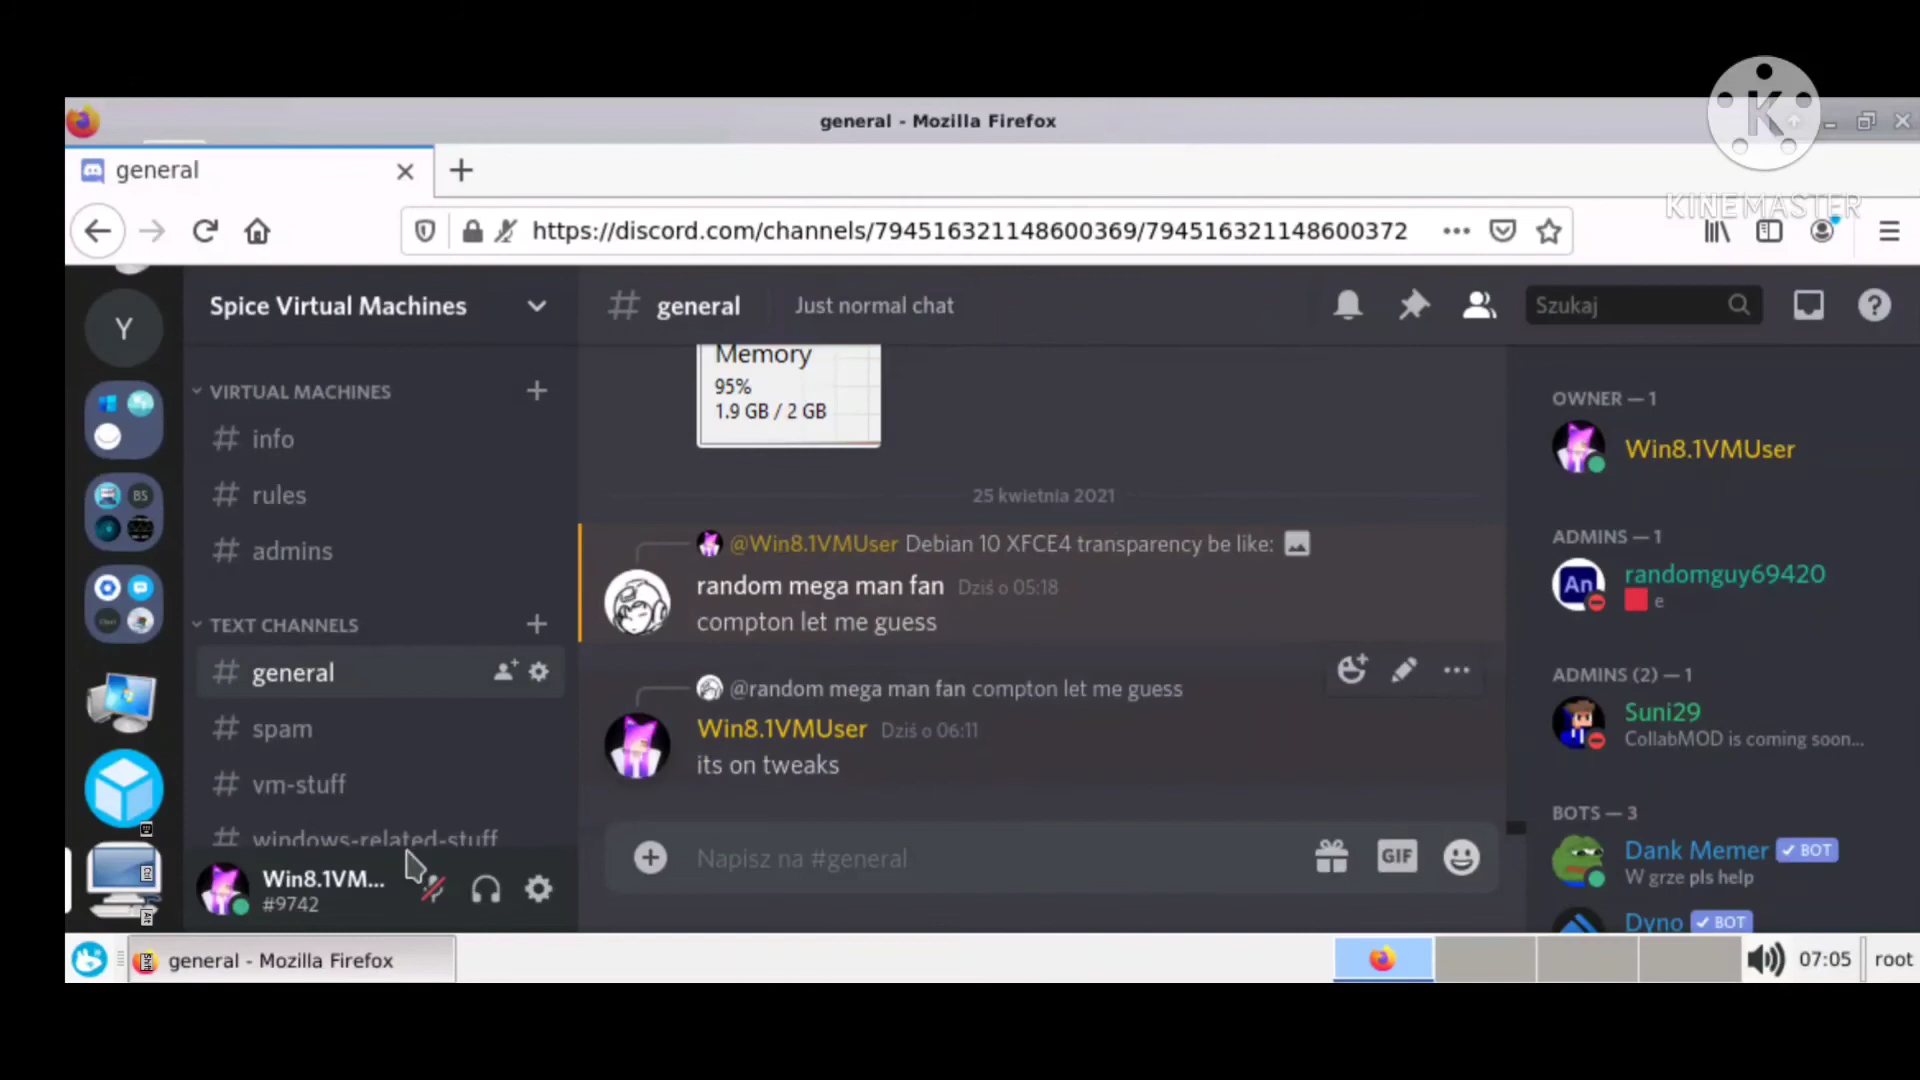 general - Mozilla Firefox
K
KINEMASTER
general
https://discord.com/channels/794516321148600369/794516321148600372
Y
Spice Virtual Machines
VIRTUAL MACHINES
info
rules
admins
TEXT CHANNELS
general
spam
vm-stuff
windows-related-stuff
BS
Win8.1VM...
#9742
general
Just normal chat
Szukaj
Memory
95%
1.9 GB / 2 GB
25 kwietnia 2021
@Win8.1VMUser Debian 10 XFCE4 transparency be like:
random mega man fan Dziś o 05:18
compton let me guess
@random mega man fan compton let me guess
Win8.1VMUser Dziś o 06:11
its on tweaks
Napisz na #general
GIF
OWNER — 1
Win8.1VMUser
ADMINS — 1
An
randomguy69420
e
ADMINS (2) — 1
Suni29
CollabMOD is coming soon...
BOTS — 3
Dank Memer BOT
W grze pls help
Dyno BOT
Ctrl
Alt
Shift
general - Mozilla Firefox
07:05
root